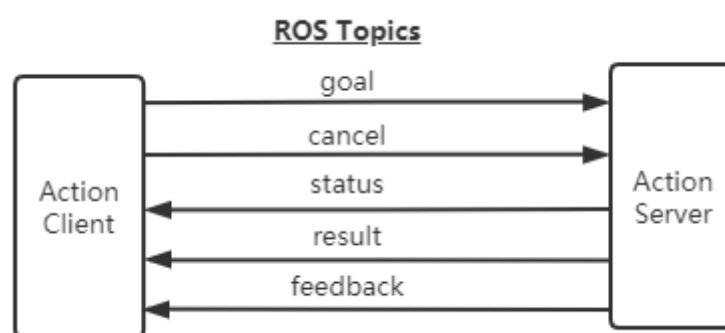 ROS Topics
goal
cancel
status
result
feedback
Action
Client
Action
Server